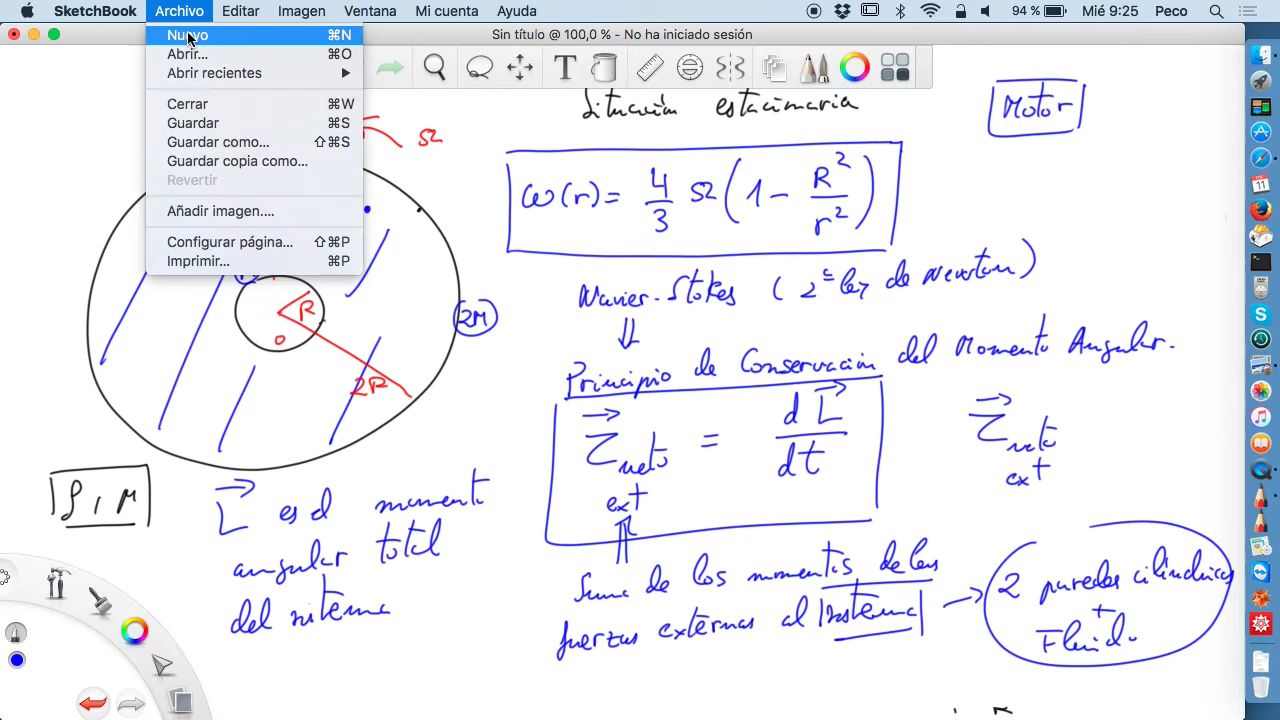 SketchBook Archivo Editar Imagen Ventana Mi cuenta Ayuda 94 % Mié 9:25 Peco
Sin título @ 100,0 % - No ha iniciado sesión
Nuevo ⌘N
Abrir... ⌘O
Abrir recientes
Cerrar ⌘W
Guardar ⌘S
Guardar como... ⇧⌘S
Guardar copia como...
Revertir
Añadir imagen....
Configurar página... ⇧⌘P
Imprimir... ⌘P
Situación estacionaria
Motor
Ω
ω(r) = 4/3 Ω (1 - R²/r²)
Navier-Stokes (2ª ley de Newton)
⇓
Principio de Conservación del Momento Angular.
R
O
2R
2M
τ⃗ neto ext = dL⃗/dt
τ⃗ neto ext
ρ, μ
L⃗ es el momento
angular total
del sistema
Suma de los momentos de las
fuerzas externas al sistema
2 paredes cilíndricas
+
Fluido
11